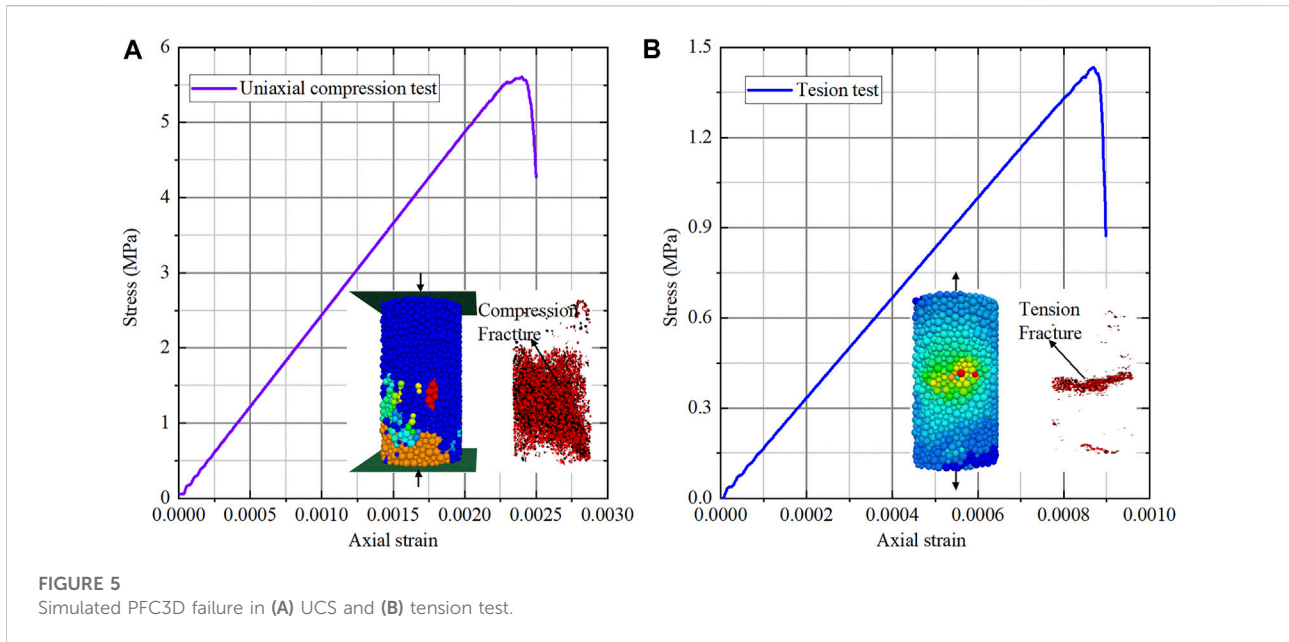 A
Uniaxial compression test
Stress (MPa)
6
5
4
3
2
1
0
0.0000 0.0005 0.0010 0.0015 0.0020 0.0025 0.0030
Axial strain
Compression
Fracture
B
Tesion test
Stress (MPa)
1.5
1.2
0.9
0.6
0.3
0.0
0.0000 0.0002 0.0004 0.0006 0.0008 0.0010
Axial strain
Tension
Fracture
FIGURE 5
Simulated PFC3D failure in (A) UCS and (B) tension test.